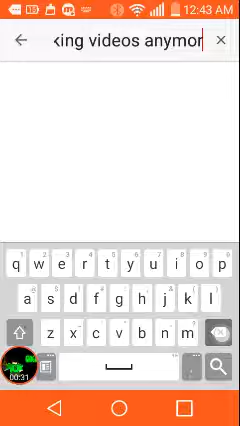 12:43 AM
king videos anymor
q w e r t y u i o p
a s d f g h j k l
z x c v b n m
00:31